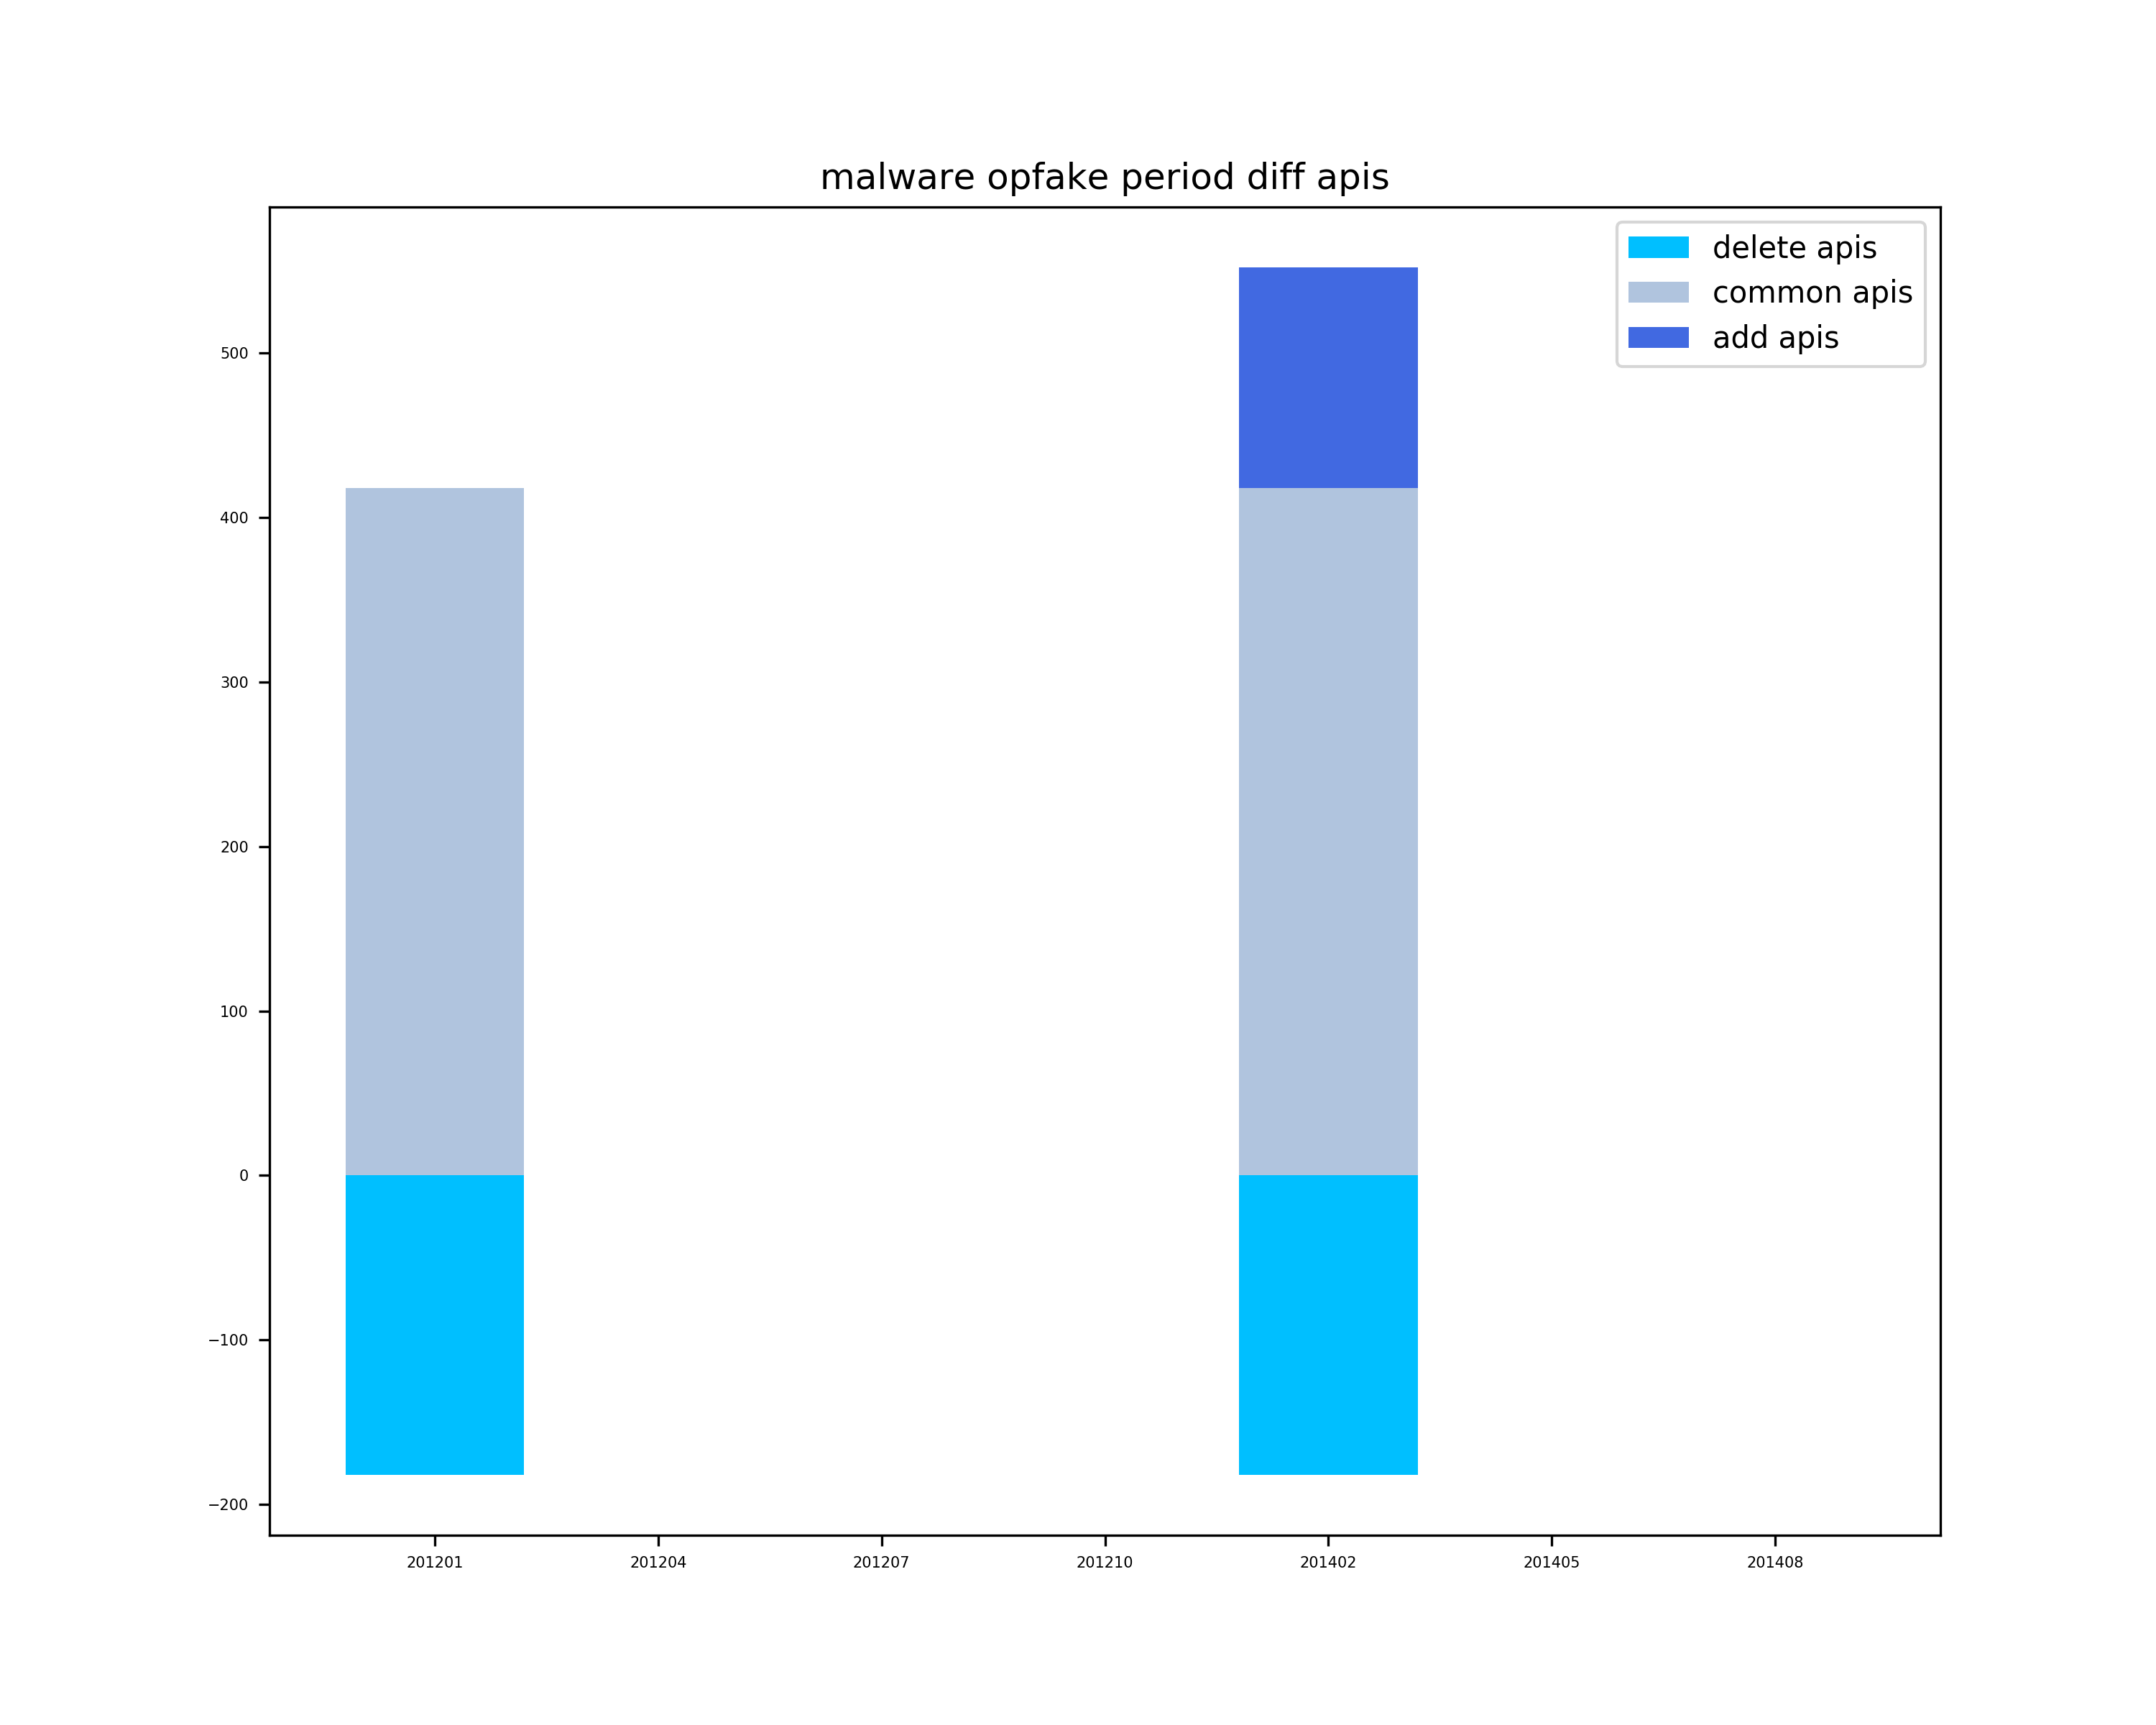 malware opfake period diff apis
delete apis
common apis
add apis
500
400
300
200
100
0
−100
−200
201201 201204 201207 201210 201402 201405 201408